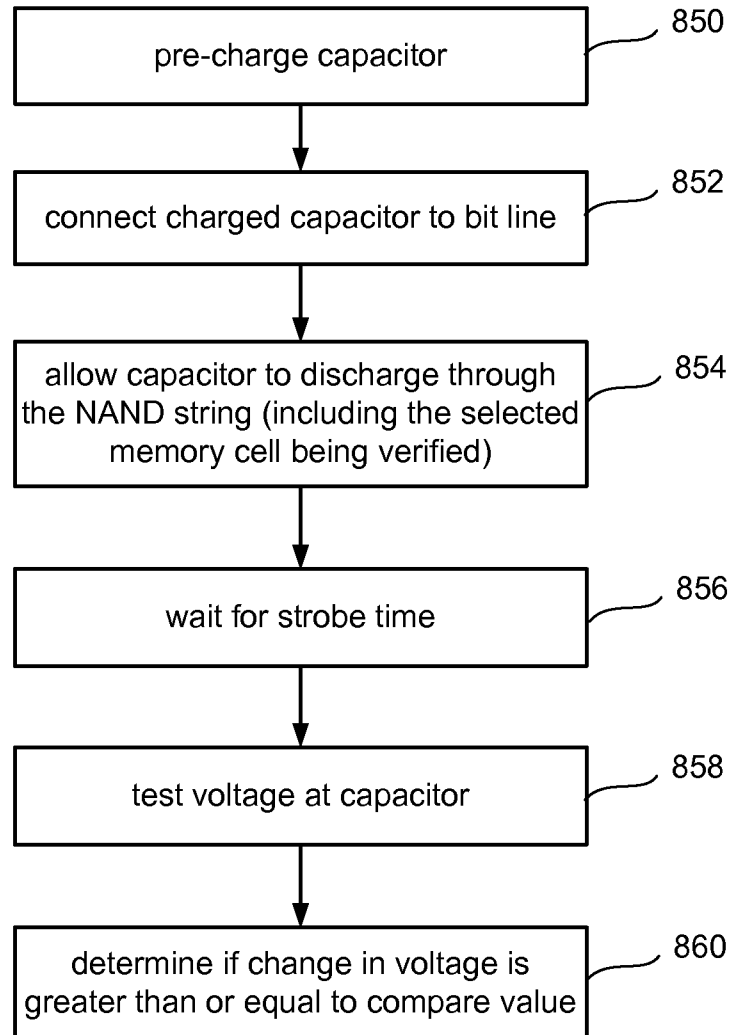 850
pre-charge capacitor
852
connect charged capacitor to bit line
854
allow capacitor to discharge through
the NAND string (including the selected
memory cell being verified)
856
wait for strobe time
858
test voltage at capacitor
860
determine if change in voltage is
greater than or equal to compare value